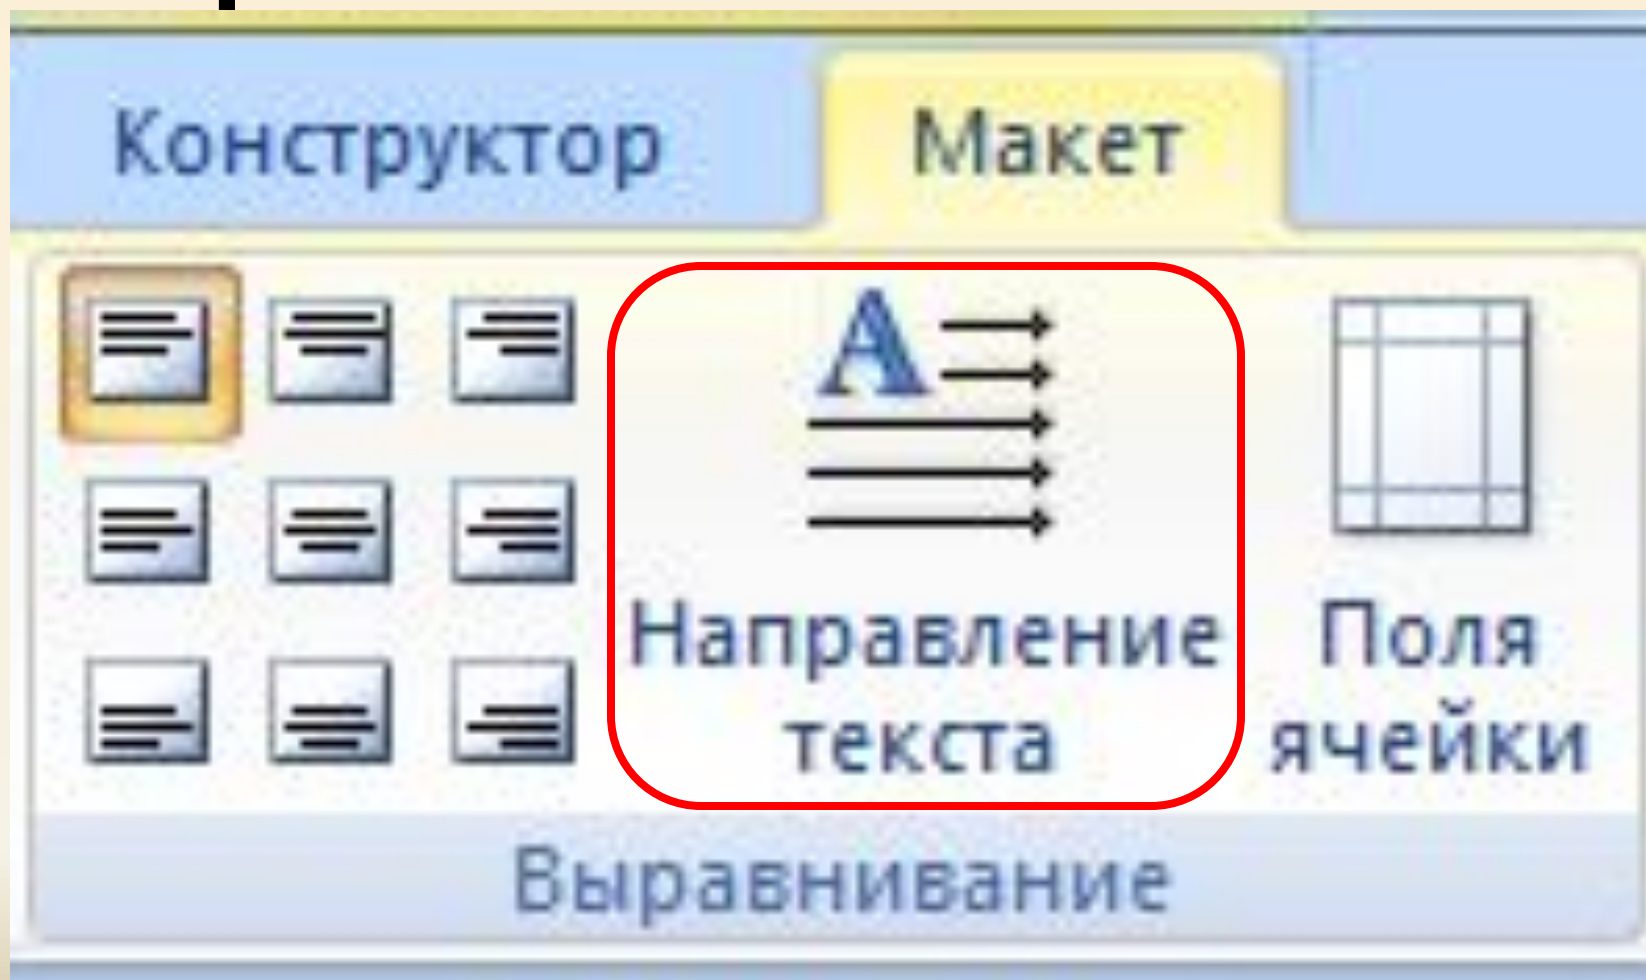 Конструктор Макет
Направление
текста
Поля
ячейки
Выравнивание